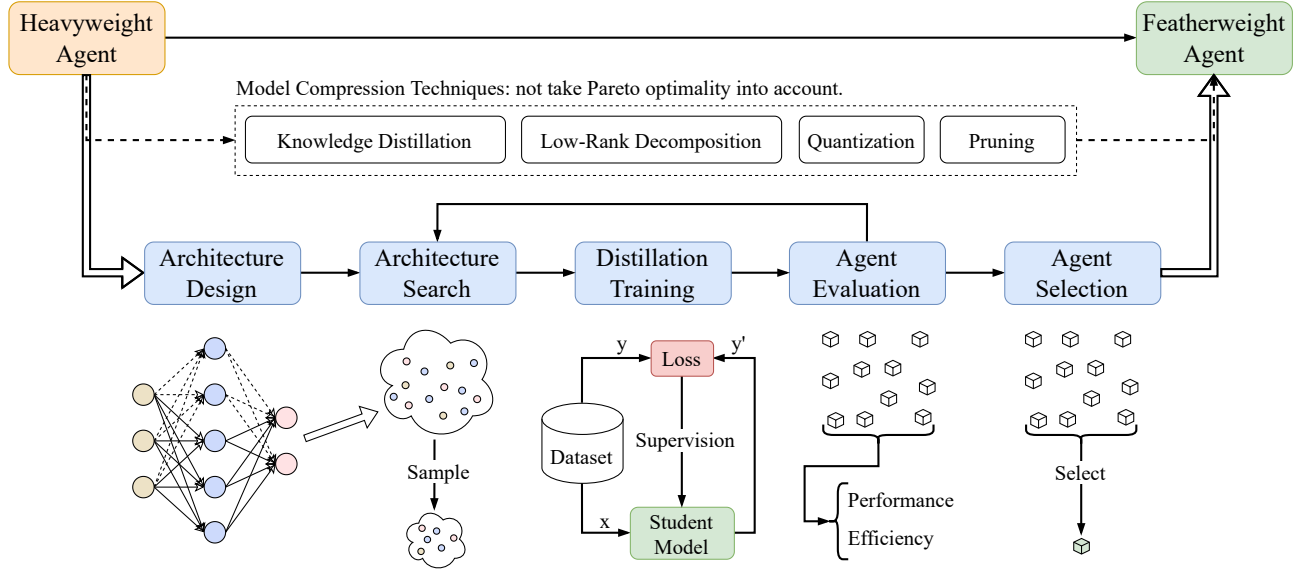 Heavyweight
Agent
Featherweight
Agent
Model Compression Techniques: not take Pareto optimality into account.
Knowledge Distillation
Low-Rank Decomposition
Quantization
Pruning
Architecture
Design
Architecture
Search
Distillation
Training
Agent
Evaluation
Agent
Selection
Sample
y
Loss
y'
Dataset
Supervision
x
Student
Model
Performance
Efficiency
Select